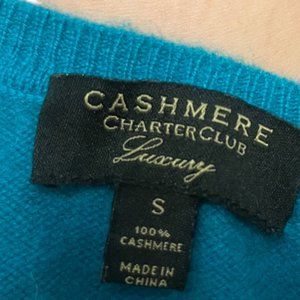 CASHMERE
CHARTER CLUB
Luxury
S
100%
CASHMERE
MADE IN
CHINA